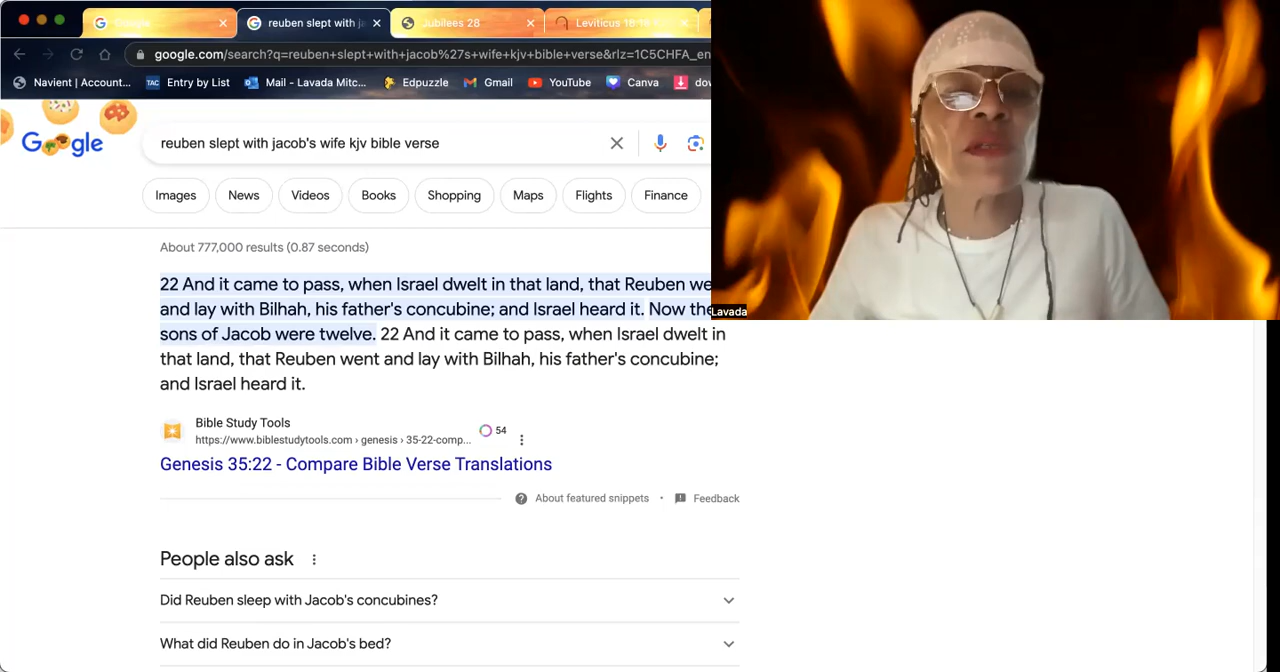 Google
reuben slept with j
Jubilees 28
Leviticus 18
google.com/search?q=reuben+slept+with+jacob%27s+wife+kjv+bible+verse&rlz=1C5CHFA_en
Navient | Account...
Entry by List
Mail - Lavada Mitc...
Edpuzzle
Gmail
YouTube
Canva
Google
reuben slept with jacob's wife kjv bible verse
Images
News
Videos
Books
Shopping
Maps
Flights
Finance
About 777,000 results (0.87 seconds)
22 And it came to pass, when Israel dwelt in that land, that Reuben we
and lay with Bilhah, his father's concubine; and Israel heard it. Now the
sons of Jacob were twelve. 22 And it came to pass, when Israel dwelt in
that land, that Reuben went and lay with Bilhah, his father's concubine;
and Israel heard it.
Lavada
Bible Study Tools
https://www.biblestudytools.com › genesis › 35-22-comp...
54
Genesis 35:22 - Compare Bible Verse Translations
About featured snippets
Feedback
People also ask
Did Reuben sleep with Jacob's concubines?
What did Reuben do in Jacob's bed?